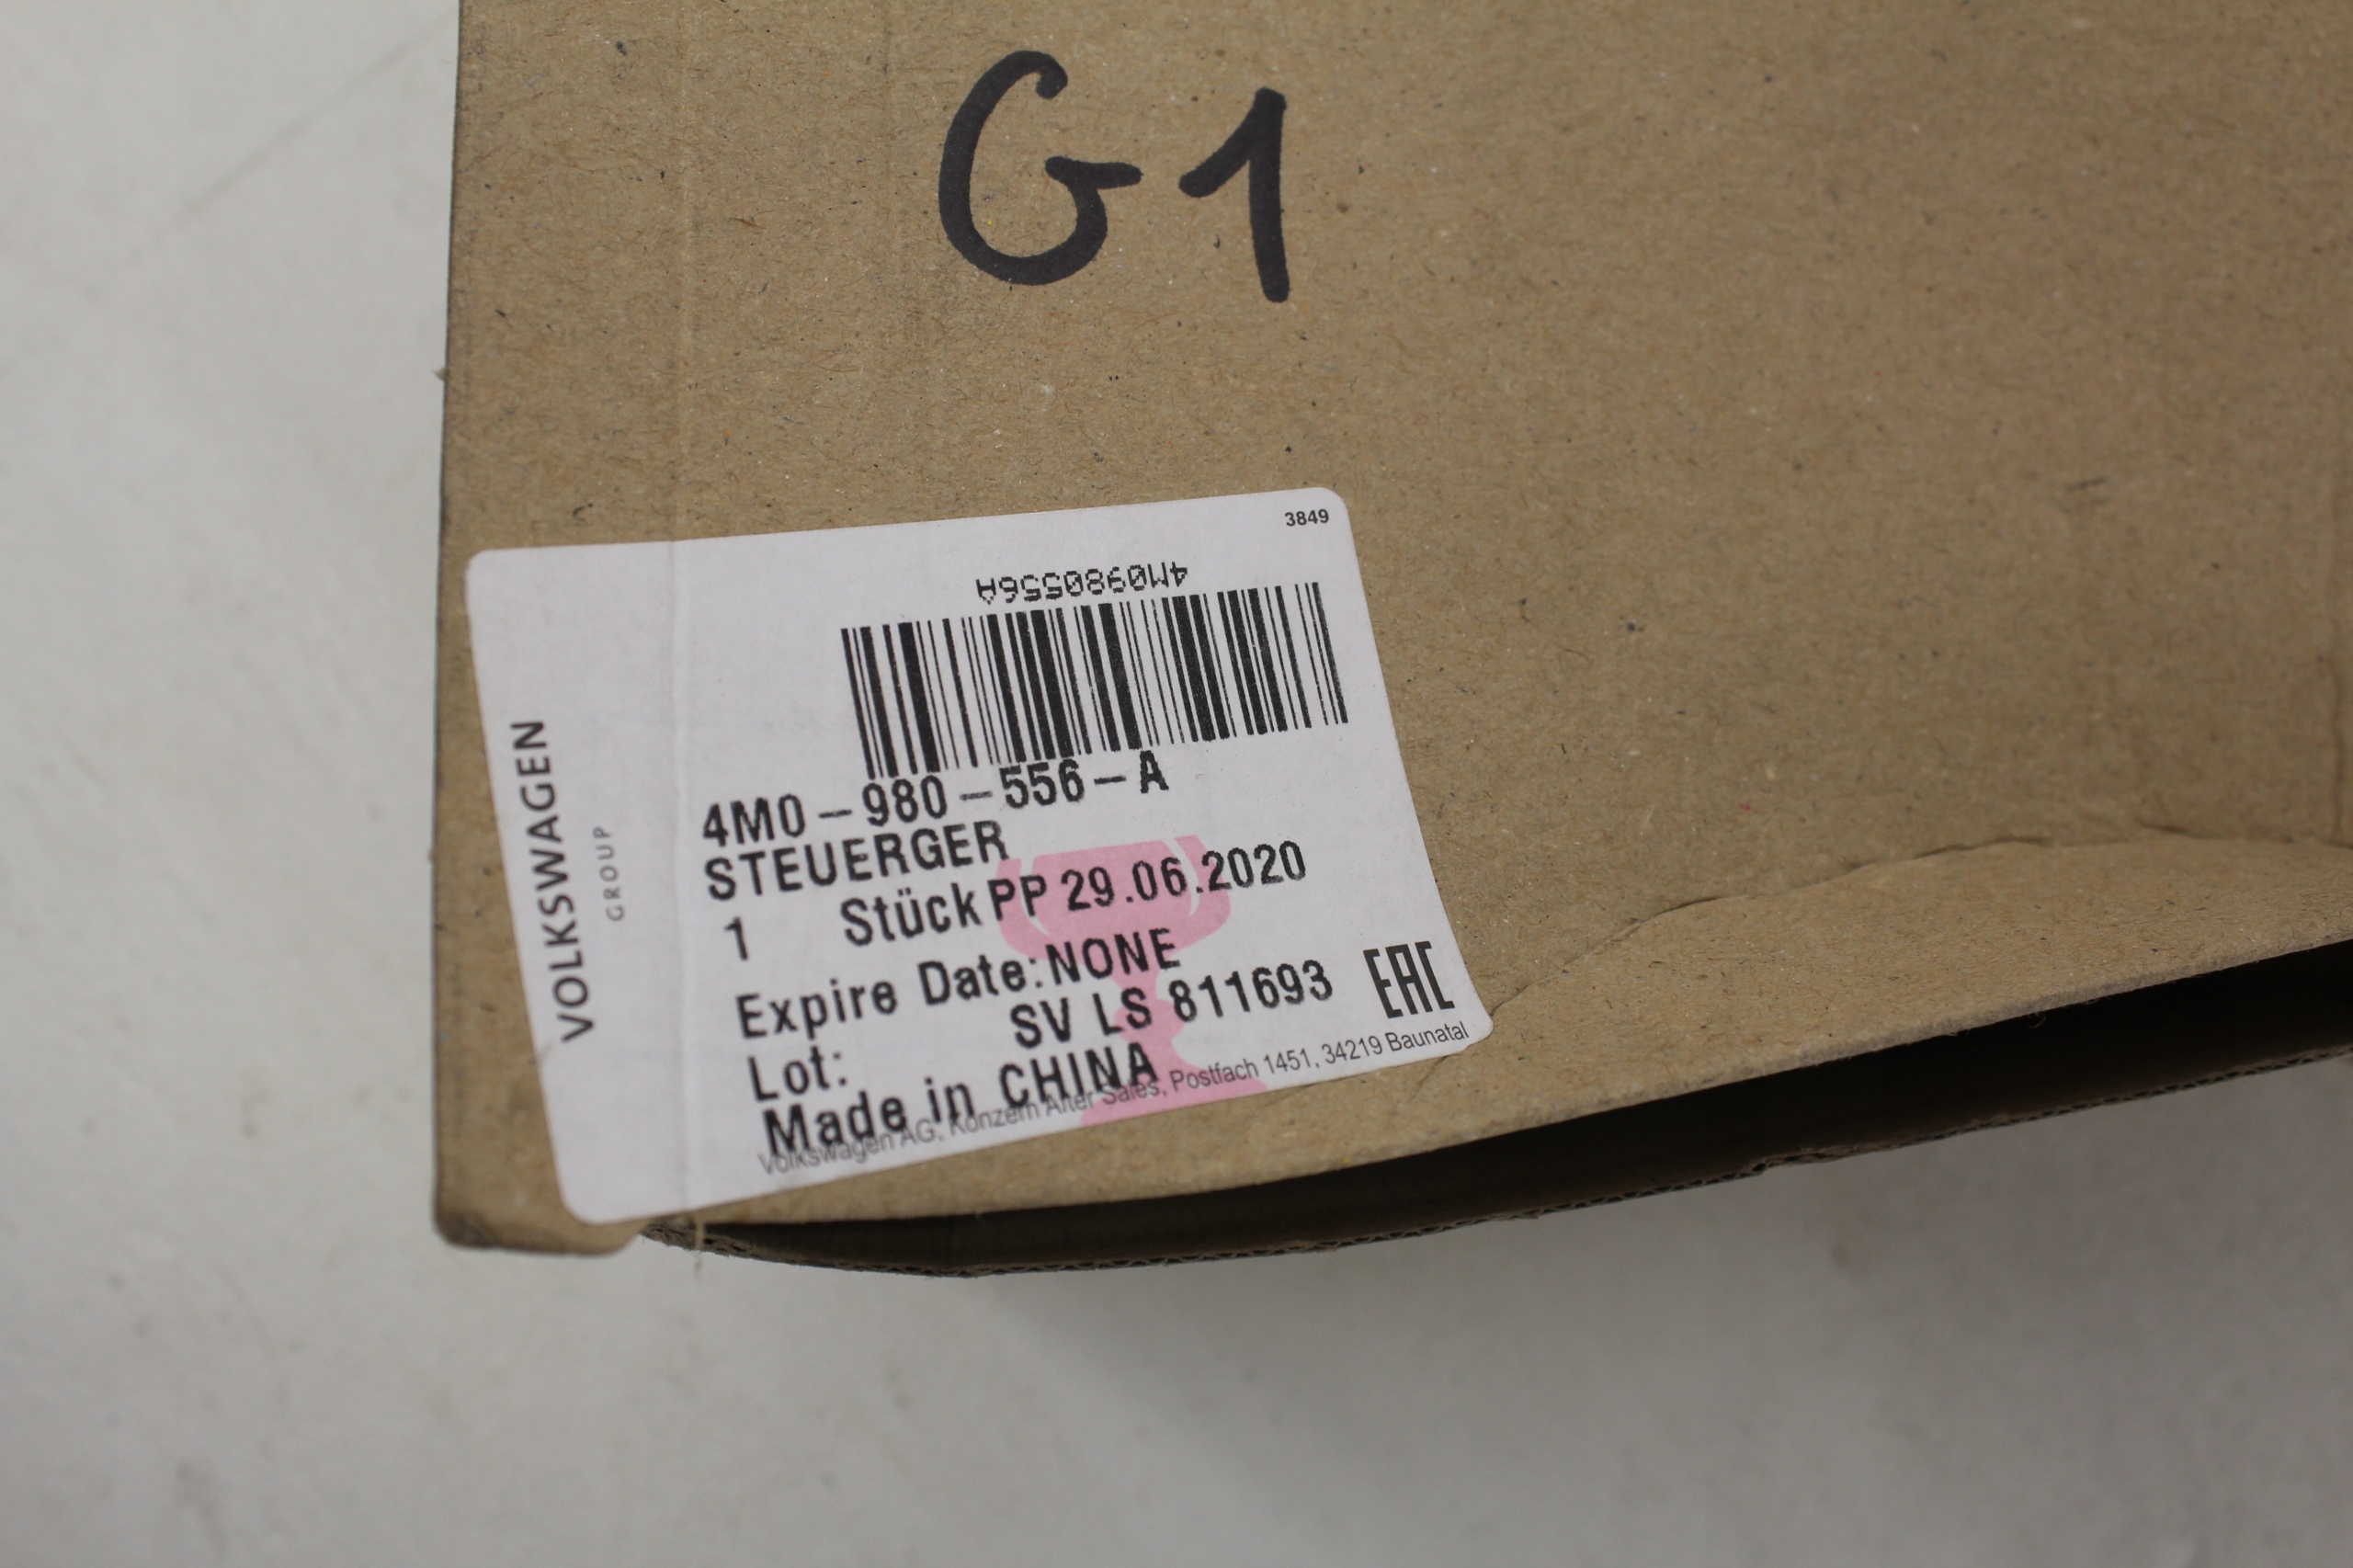 G1
3849
4M0980556A
4M0-980-556-A
STEUERGER
1 Stück PP 29.06.2020
Expire Date: NONE
SV LS 811693
Lot:
Made in CHINA
EAC
Volkswagen AG, Konzern After Sales, Postfach 1451, 34219 Baunatal
VOLKSWAGEN
GROUP